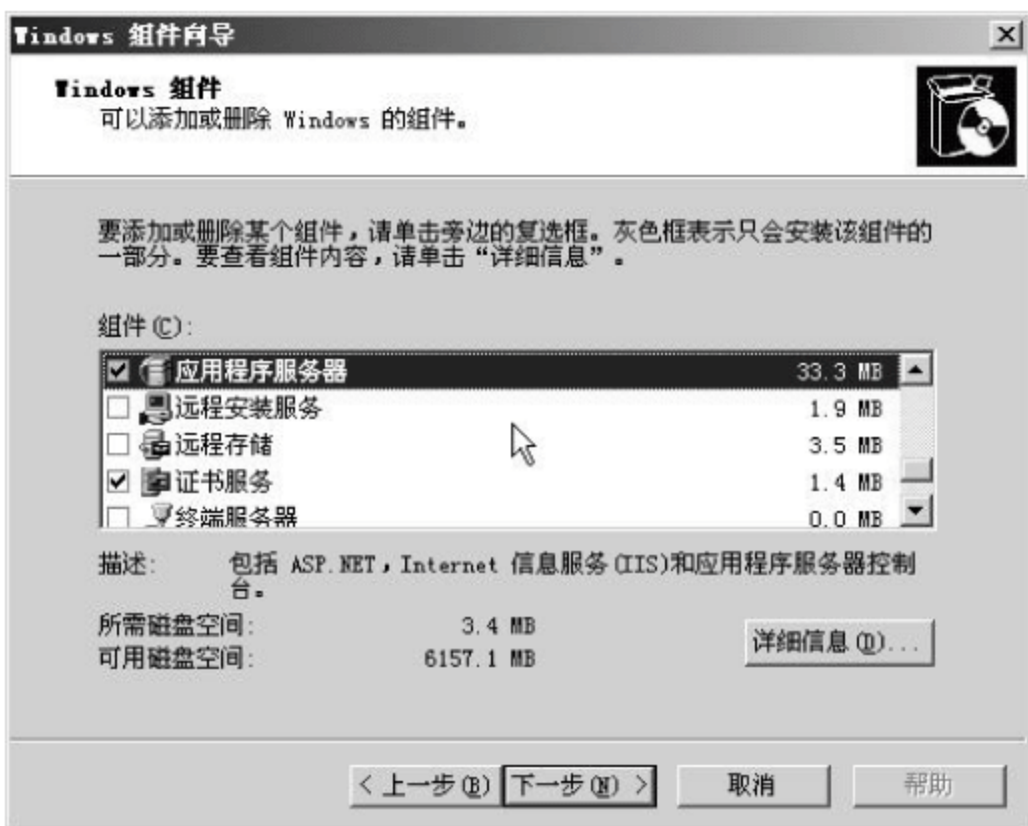 Windows 组件向导
Windows 组件
可以添加或删除 Windows 的组件。
要添加或删除某个组件，请单击旁边的复选框。灰色框表示只会安装该组件的
一部分。要查看组件内容，请单击“详细信息”。
组件(C):
应用程序服务器 33.3 MB
远程安装服务 1.9 MB
远程存储 3.5 MB
证书服务 1.4 MB
终端服务器 0.0 MB
描述: 包括 ASP.NET，Internet 信息服务(IIS)和应用程序服务器控制
台。
所需磁盘空间: 3.4 MB
可用磁盘空间: 6157.1 MB
详细信息(D)...
< 上一步(B) 下一步(N) > 取消 帮助